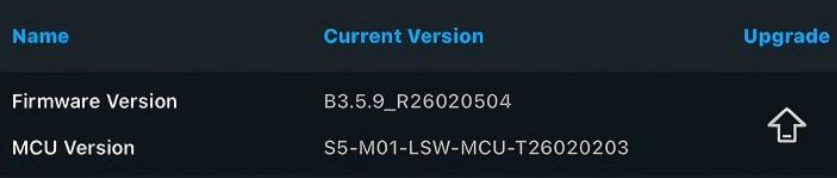 Name Current Version Upgrade
Firmware Version B3.5.9_R26020504
MCU Version S5-M01-LSW-MCU-T26020203